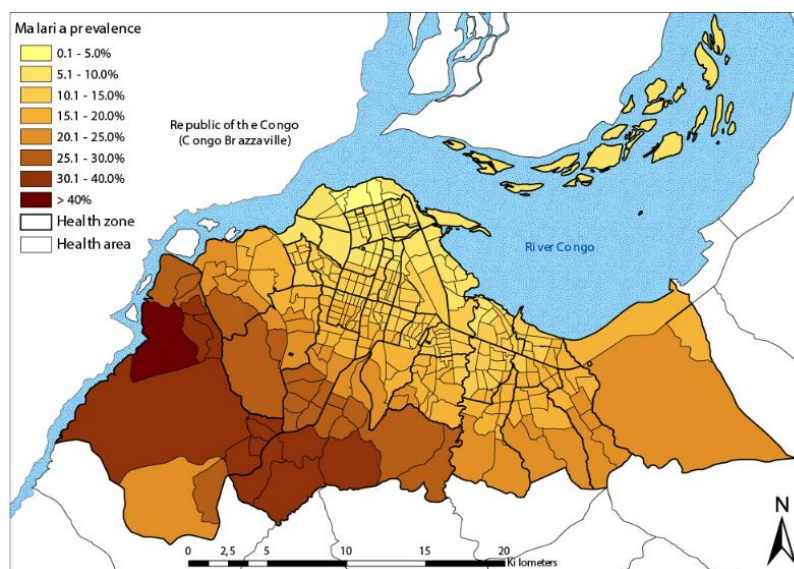 Malaria prevalence
0.1 - 5.0%
5.1 - 10.0%
10.1 - 15.0%
15.1 - 20.0%
20.1 - 25.0%
25.1 - 30.0%
30.1 - 40.0%
> 40%
Health zone
Health area
Republic of the Congo
(Congo Brazzaville)
River Congo
N
0 2,5 5 10 15 20
Kilometers